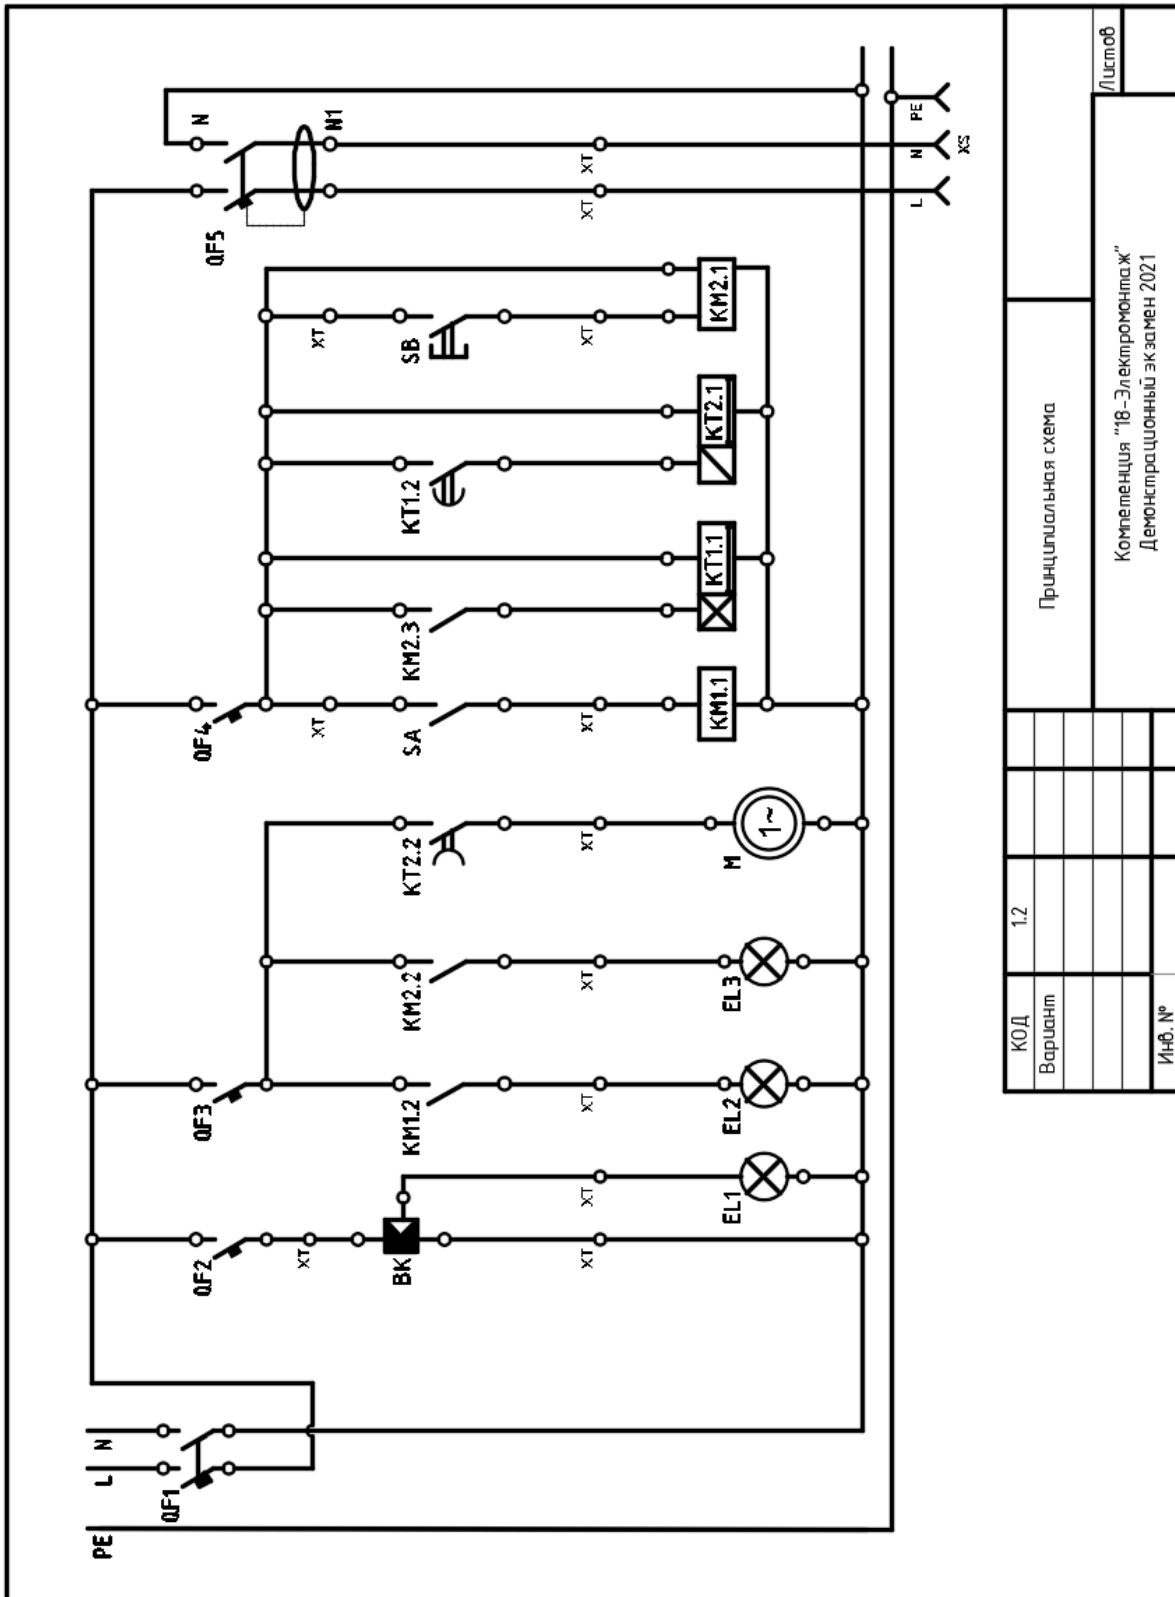 PE
L
N
QF1
QF2
XT
BK
XT
XT
EL1
QF3
KM1.2
XT
EL2
KM2.2
XT
EL3
KT2.2
XT
M
1~
QF4
XT
SA
XT
KM1.1
KM2.3
KT1.1
KT1.2
KT2.1
XT
SB
XT
KM2.1
QF5
N
N1
XT
XT
L
N
PE
XS
КОД
1.2
Вариант
Инв. №
Принципиальная схема
Компетенция "18-Электромонтаж"
Демонстрационный экзамен 2021
Листов